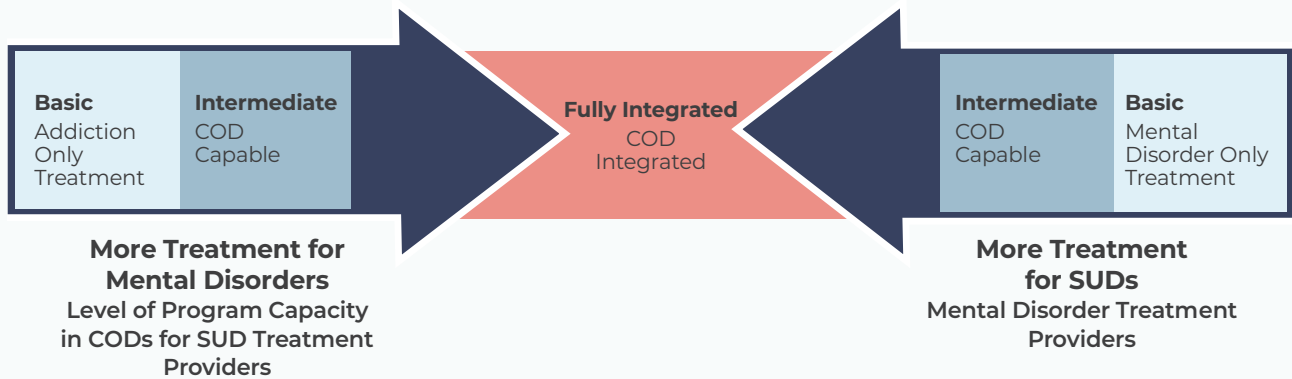 Basic
Addiction
Only
Treatment
Intermediate
COD
Capable
Fully Integrated
COD
Integrated
Intermediate
COD
Capable
Basic
Mental
Disorder Only
Treatment
More Treatment for
Mental Disorders
Level of Program Capacity
in CODs for SUD Treatment
Providers
More Treatment
for SUDs
Mental Disorder Treatment
Providers